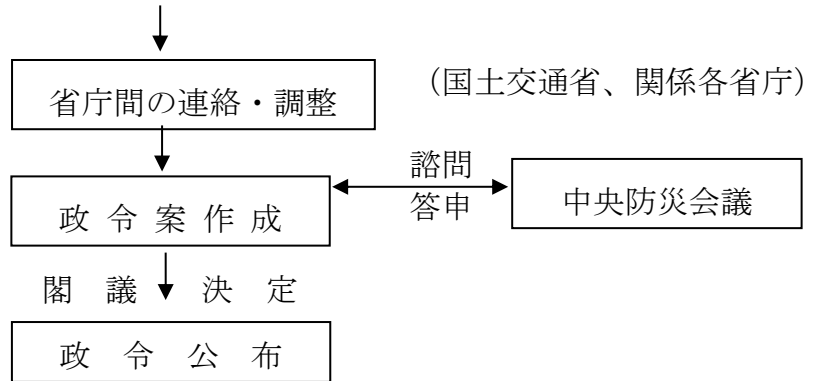 省庁間の連絡・調整
（国土交通省、関係各省庁）
政令案作成
諮問
答申
中央防災会議
閣議決定
政令公布